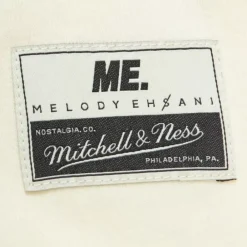 ME.
MELODY EHSANI
NOSTALGIA, CO.
Mitchell & Ness
PHILADELPHIA, PA.